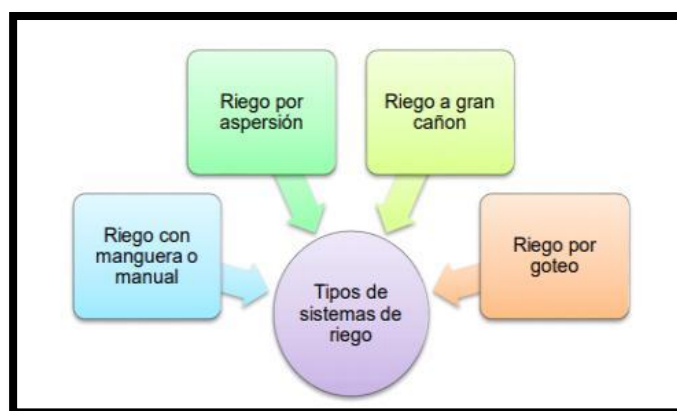 Riego por
aspersión
Riego a gran
cañon
Riego con
manguera o
manual
Riego por
goteo
Tipos de
sistemas de
riego